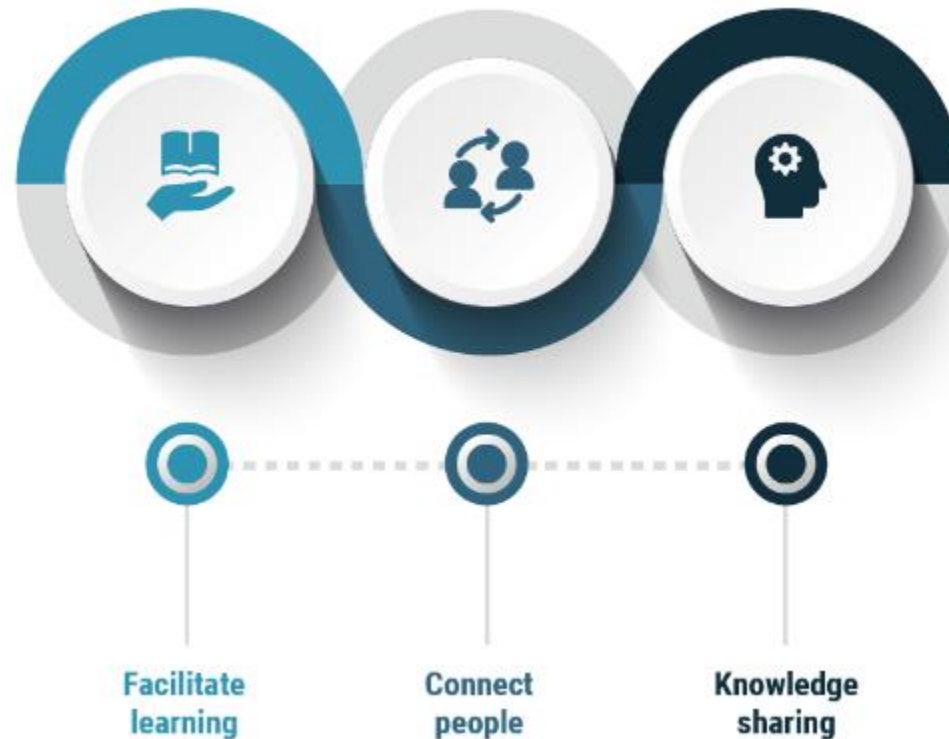 Facilitate
learning
Connect
people
Knowledge
sharing